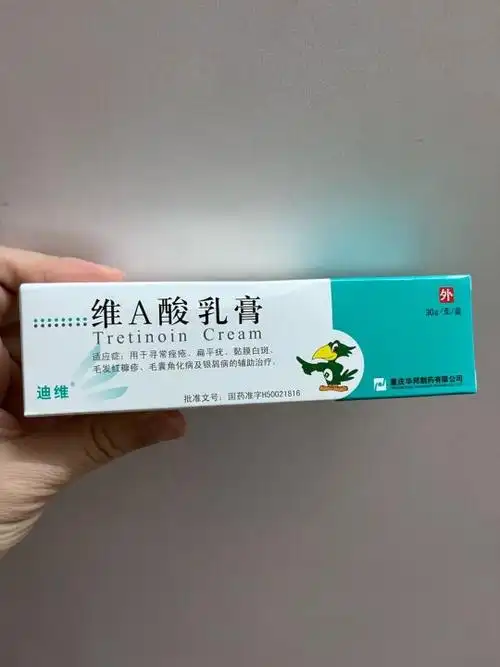 维A酸乳膏
Tretinoin Cream
适应症：用于寻常痤疮、扁平疣、黏膜白斑、
毛发红糠疹、毛囊角化病及银屑病的辅助治疗。
迪维®
批准文号：国药准字H50021816
外
30g/支/盒
重庆华邦制药有限公司